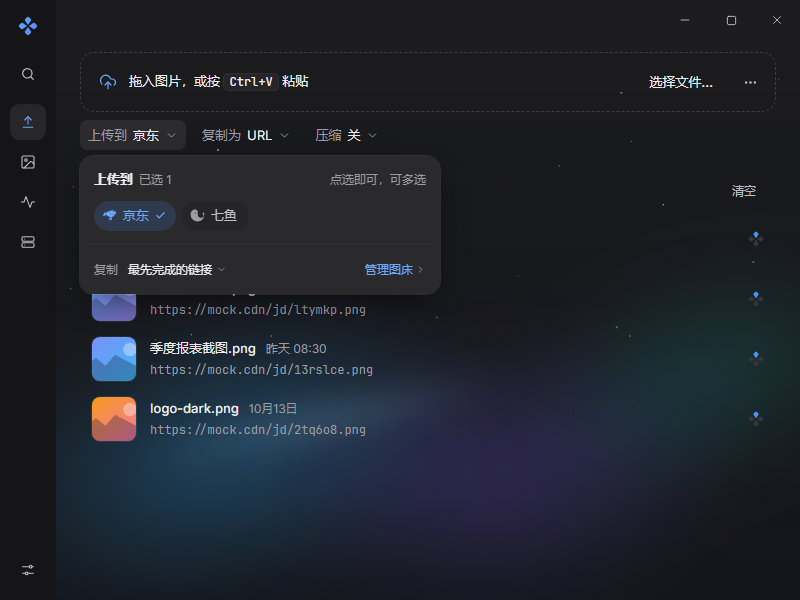 拖入图片，或按 Ctrl+V 粘贴
选择文件...
上传到 京东
复制为 URL
压缩 关
上传到 已选 1
点选即可，可多选
清空
京东
七鱼
复制 最先完成的链接
管理图床
https://mock.cdn/jd/ltymkp.png
季度报表截图.png 昨天 08:30
https://mock.cdn/jd/13rslce.png
logo-dark.png 10月13日
https://mock.cdn/jd/2tq6o8.png